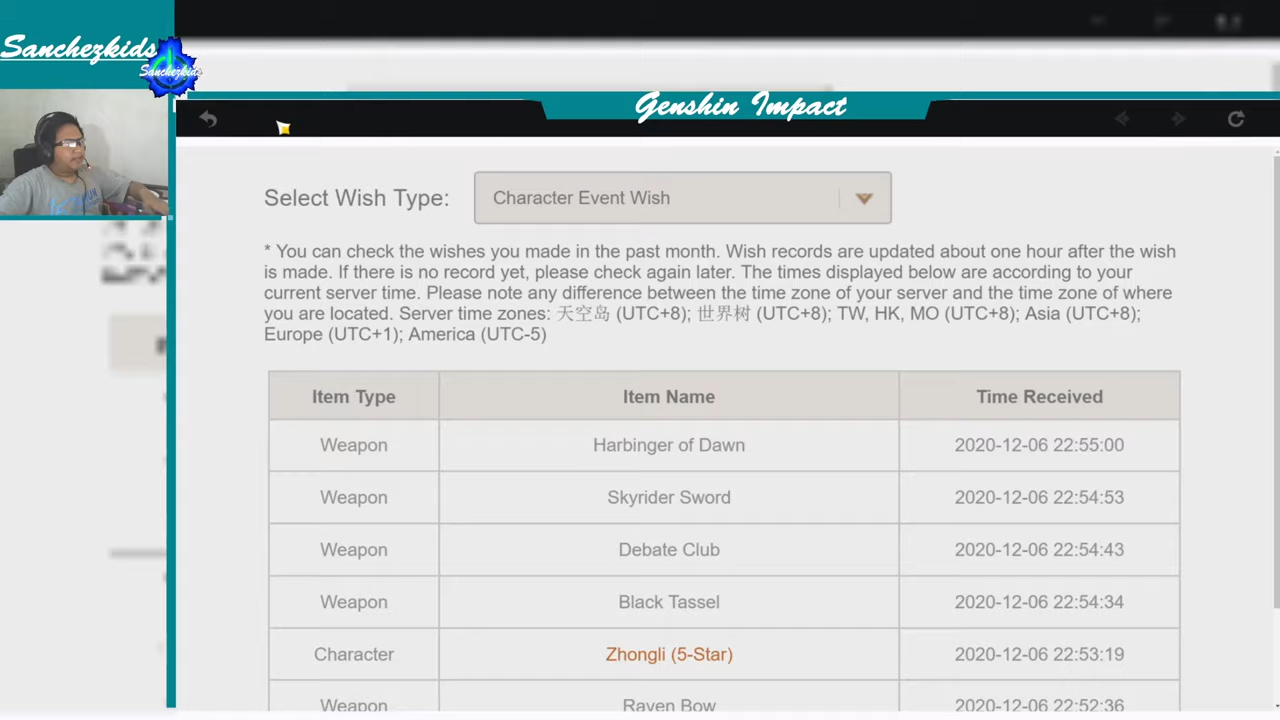 Sanchezkids
Sanchezkids
Genshin Impact
Select Wish Type:
Character Event Wish
* You can check the wishes you made in the past month. Wish records are updated about one hour after the wish
is made. If there is no record yet, please check again later. The times displayed below are according to your
current server time. Please note any difference between the time zone of your server and the time zone of where
you are located. Server time zones: 天空岛 (UTC+8); 世界树 (UTC+8); TW, HK, MO (UTC+8); Asia (UTC+8);
Europe (UTC+1); America (UTC-5)
Item Type Item Name Time Received
Weapon Harbinger of Dawn 2020-12-06 22:55:00
Weapon Skyrider Sword 2020-12-06 22:54:53
Weapon Debate Club 2020-12-06 22:54:43
Weapon Black Tassel 2020-12-06 22:54:34
Character Zhongli (5-Star) 2020-12-06 22:53:19
Weapon Raven Bow 2020-12-06 22:52:36